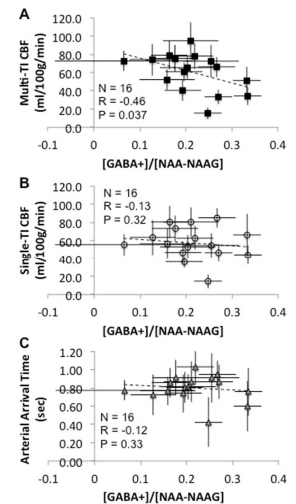 A
Multi-TI CBF
(ml/100g/min)
120.0
100.0
80.0
60.0
40.0
20.0
0.0
N = 16
R = -0.46
P = 0.037
-0.1
0
0.1
0.2
0.3
0.4
[GABA+]/[NAA-NAAG]
B
Single-TI CBF
(ml/100g/min)
120.0
100.0
80.0
60.0
40.0
20.0
0.0
N = 16
R = -0.13
P = 0.32
-0.1
0
0.1
0.2
0.3
0.4
[GABA+]/[NAA-NAAG]
C
Arterial Arrival Time
(sec)
1.20
1.00
0.80
0.60
0.40
0.20
0.00
N = 16
R = -0.12
P = 0.33
-0.1
0
0.1
0.2
0.3
0.4
[GABA+]/[NAA-NAAG]